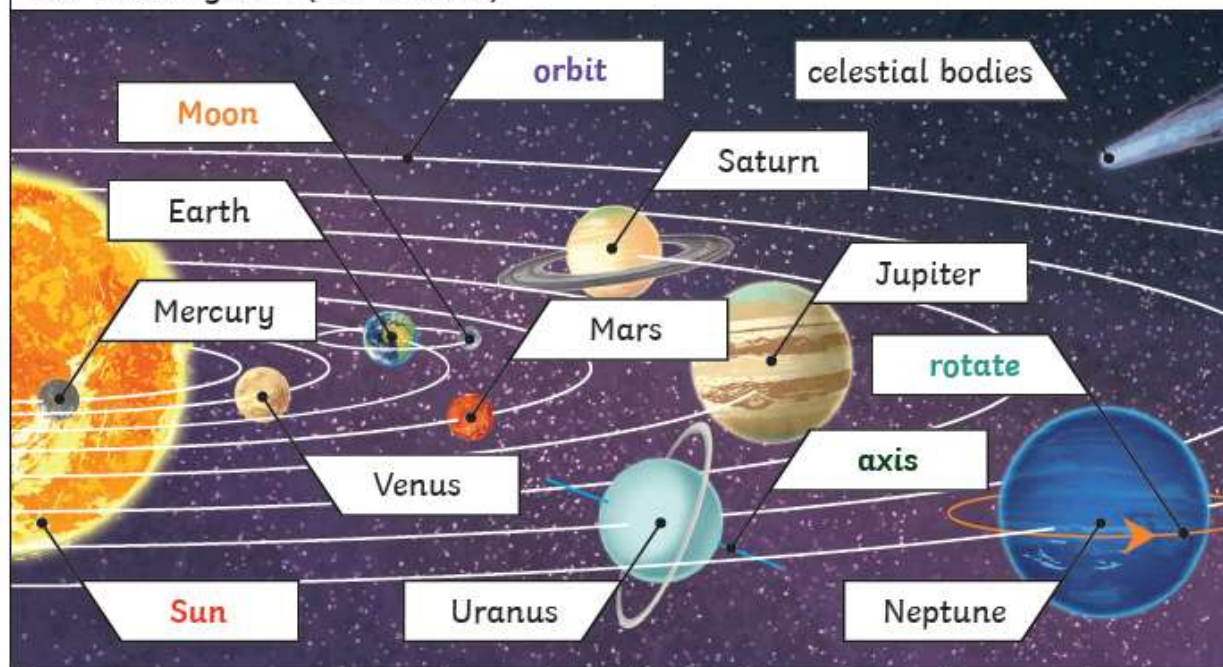 orbit
celestial bodies
Moon
Saturn
Earth
Jupiter
Mercury
Mars
rotate
axis
Venus
Sun
Uranus
Neptune